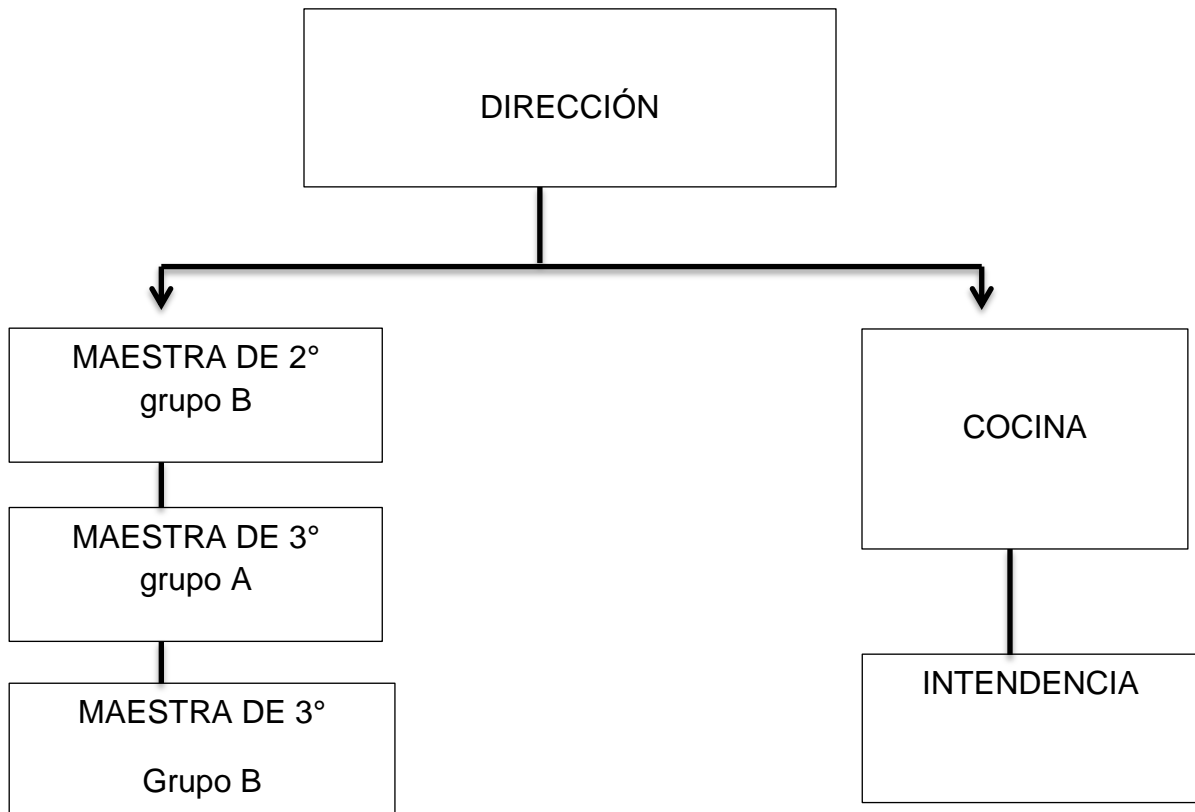 DIRECCIÓN
MAESTRA DE 2°
grupo B
MAESTRA DE 3°
grupo A
MAESTRA DE 3°
Grupo B
COCINA
INTENDENCIA